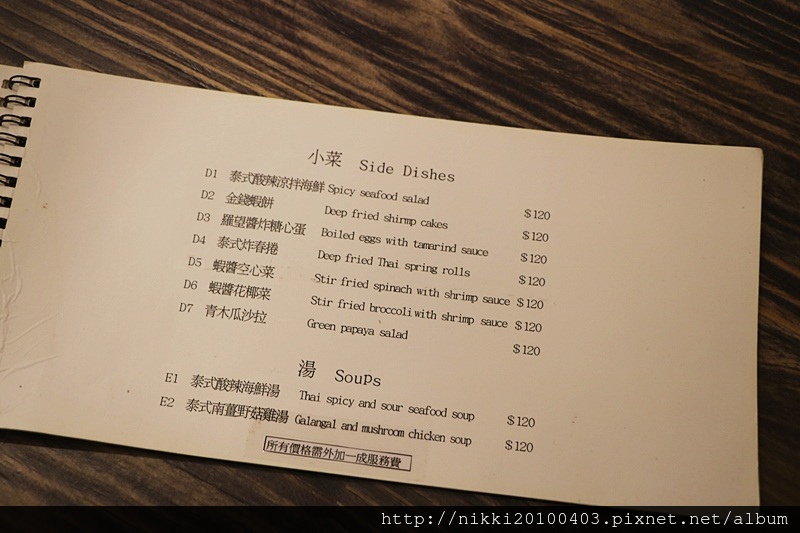 小菜 Side Dishes
D1 泰式酸辣涼拌海鮮 Spicy seafood salad $120
D2 金錢蝦餅 Deep fried shirmp cakes $120
D3 羅望醬炸糖心蛋 Boiled eggs with tamarind sauce $120
D4 泰式炸春捲 Deep fried Thai spring rolls $120
D5 蝦醬空心菜 Stir fried spinach with shrimp sauce $120
D6 蝦醬花椰菜 Stir fried broccoli with shrimp sauce $120
D7 青木瓜沙拉 Green papaya salad $120
湯 Soups
E1 泰式酸辣海鮮湯 Thai spicy and sour seafood soup $120
E2 泰式南薑野菇雞湯 Galangal and mushroom chicken soup $120
所有價格需外加一成服務費
http://nikki20100403.pixnet.net/album